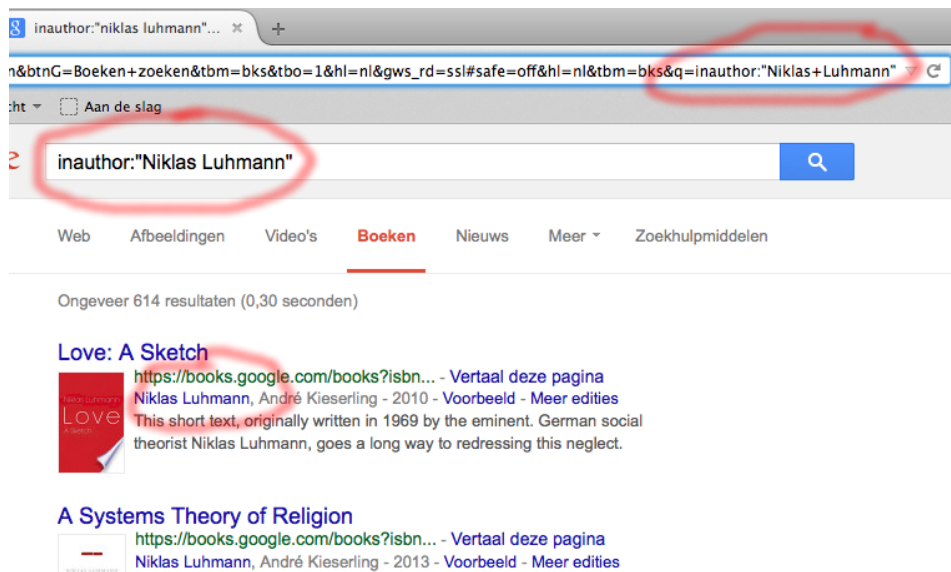 8 inauthor:"niklas luhmann"... × +
n&btnG=Boeken+zoeken&tbm=bks&tbo=1&hl=nl&gws_rd=ssl#safe=off&hl=nl&tbm=bks&q=inauthor:"Niklas+Luhmann"
cht Aan de slag
e inauthor:"Niklas Luhmann"
Web Afbeeldingen Video's Boeken Nieuws Meer Zoekhulpmiddelen
Ongeveer 614 resultaten (0,30 seconden)
Love: A Sketch
https://books.google.com/books?isbn... - Vertaal deze pagina
Niklas Luhmann, André Kieserling - 2010 - Voorbeeld - Meer edities
This short text, originally written in 1969 by the eminent. German social
theorist Niklas Luhmann, goes a long way to redressing this neglect.
Niklas Luhmann
Love
A Sketch
A Systems Theory of Religion
https://books.google.com/books?isbn... - Vertaal deze pagina
Niklas Luhmann, André Kieserling - 2013 - Voorbeeld - Meer edities